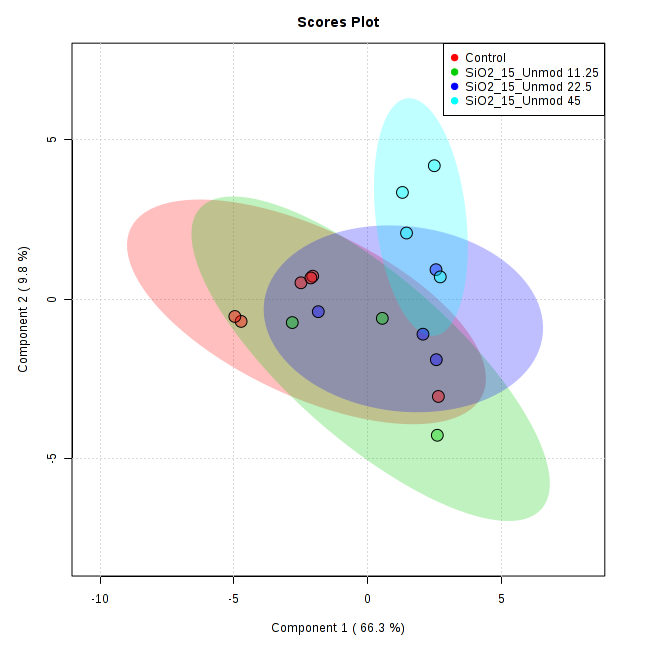 Scores Plot
Control
SiO2_15_Unmod 11.25
SiO2_15_Unmod 22.5
SiO2_15_Unmod 45
5
0
-5
Component 2 ( 9.8 %)
-10 -5 0 5
Component 1 ( 66.3 %)